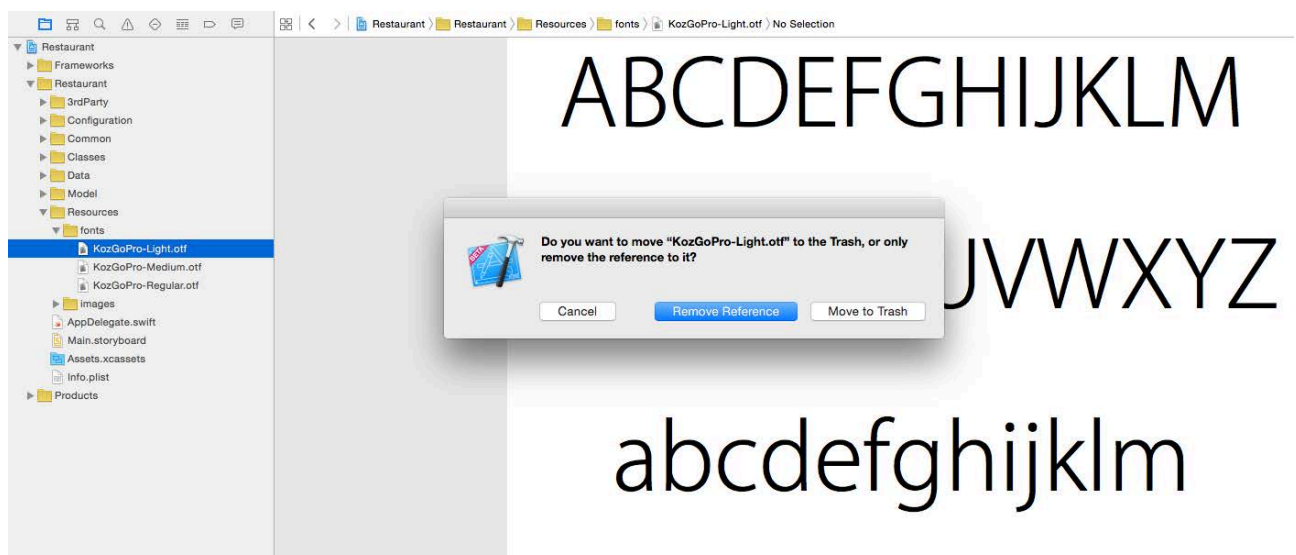 Restaurant Restaurant Resources fonts KozGoPro-Light.otf No Selection
Restaurant
Frameworks
Restaurant
3rdParty
Configuration
Common
Classes
Data
Model
Resources
fonts
KozGoPro-Light.otf
KozGoPro-Medium.otf
KozGoPro-Regular.otf
images
AppDelegate.swift
Main.storyboard
Assets.xcassets
Info.plist
Products
ABCDEFGHIJKLM
BETA
Do you want to move “KozGoPro-Light.otf” to the Trash, or only
remove the reference to it?
Cancel Remove Reference Move to Trash
VWXYZ
abcdefghijklm